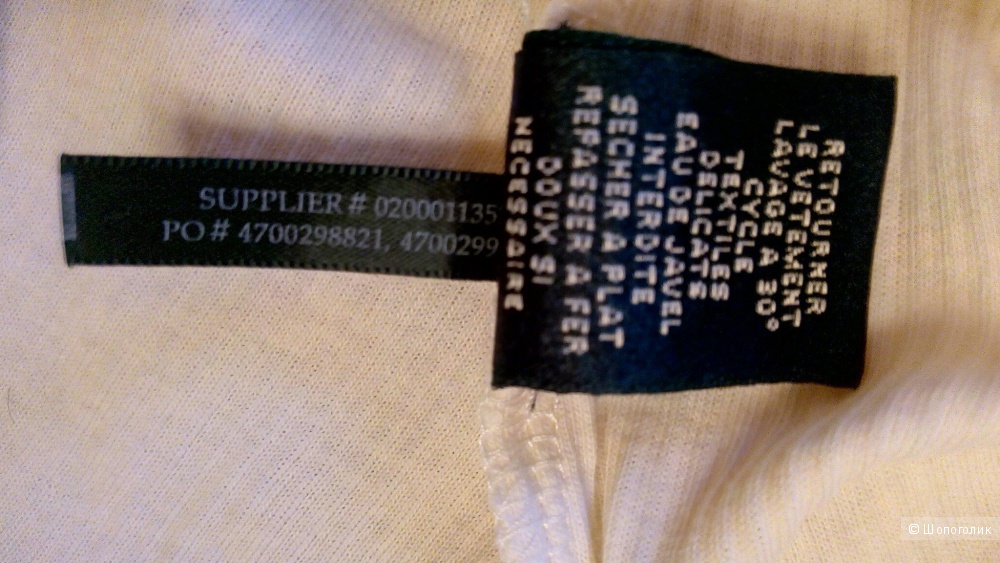 SUPPLIER # 020001135
PO # 4700298821, 4700299
RETOURNER
LE VETEMENT
LAVAGE A 30°
CYCLE
TEXTILES
DELICATS
EAU DE JAVEL
INTERDITE
SECHER A PLAT
REPASSER A FER
DOUX SI
NECESSAIRE
© Шопоголик